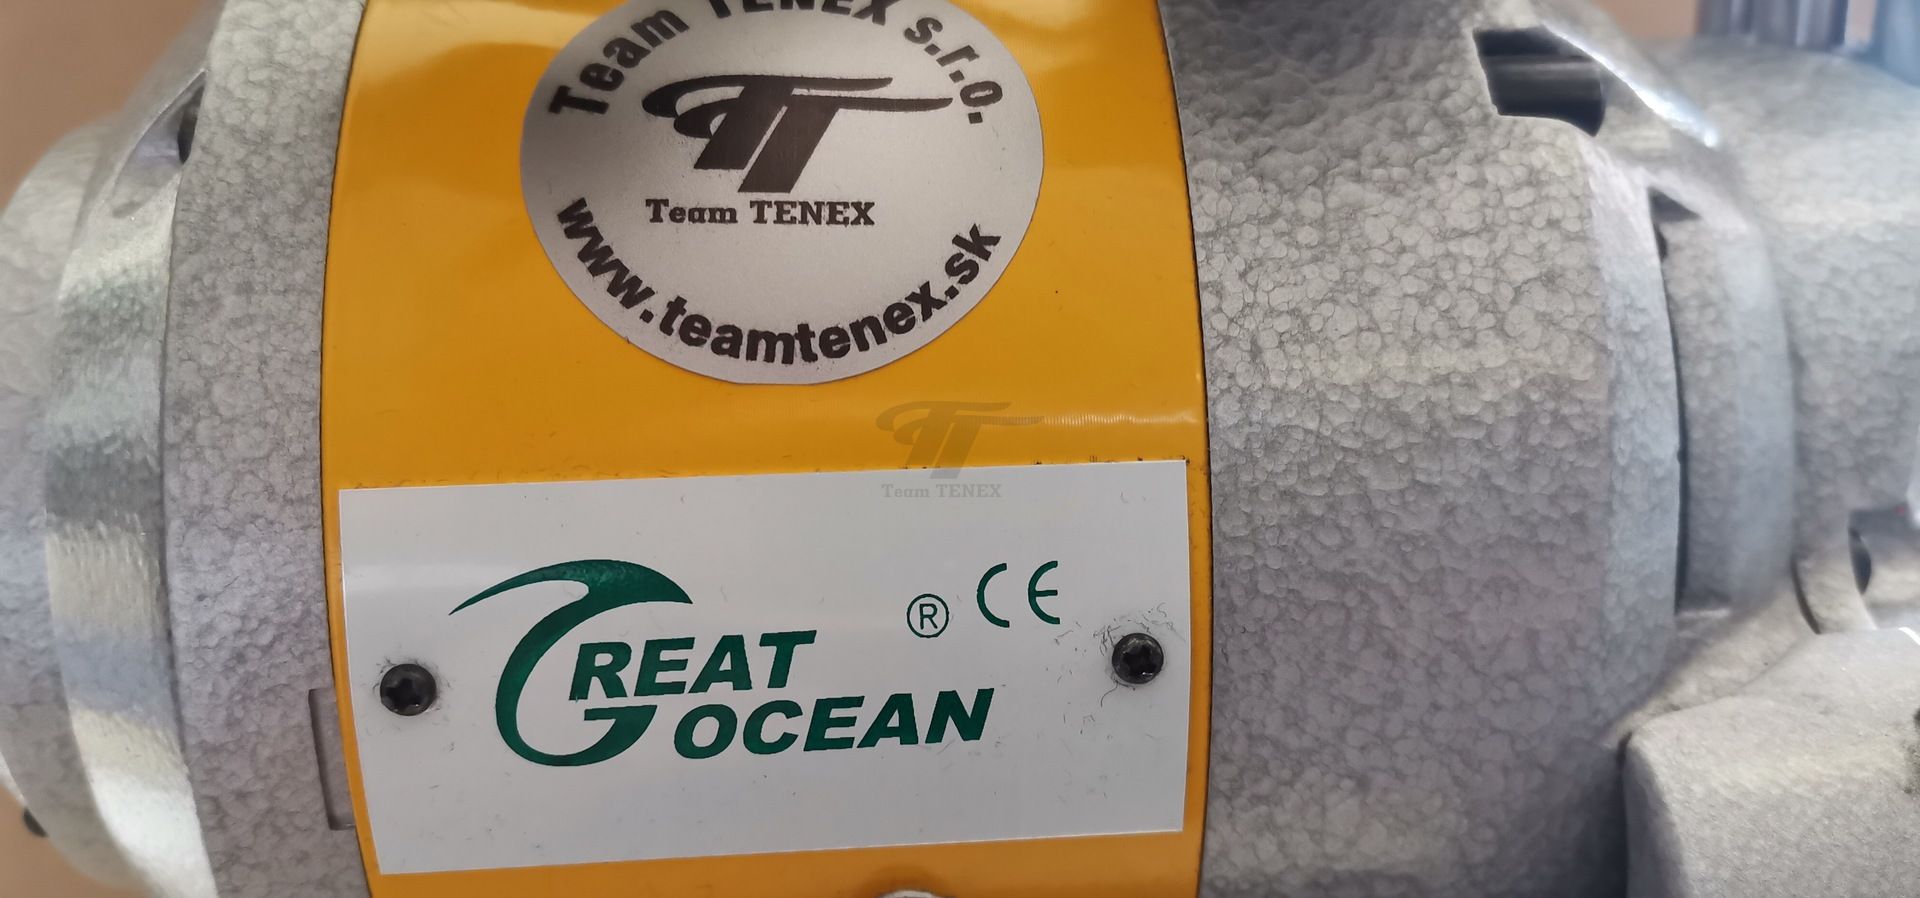 Team TENEX s.r.o.
Team TENEX
www.teamtenex.sk
Team TENEX
® CE
GREAT
OCEAN